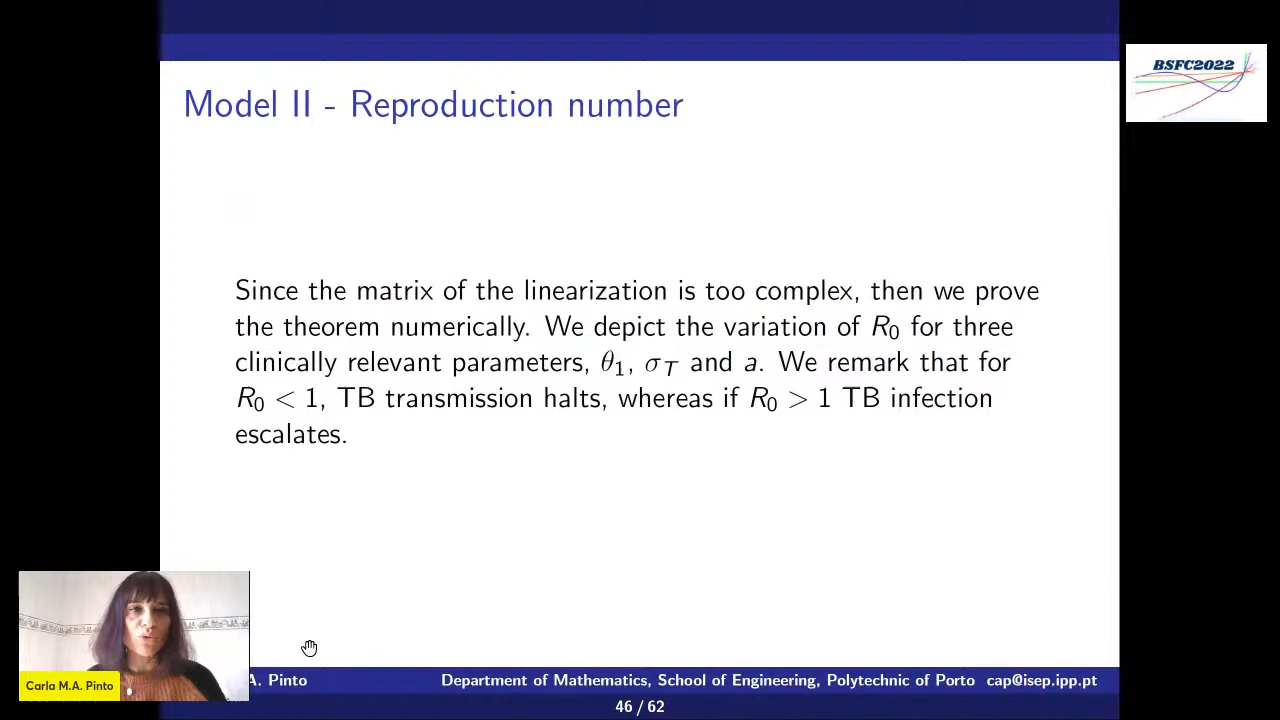 BSFC2022
Model II - Reproduction number
Since the matrix of the linearization is too complex, then we prove
the theorem numerically. We depict the variation of R₀ for three
clinically relevant parameters, θ₁, σ_T and a. We remark that for
R₀ < 1, TB transmission halts, whereas if R₀ > 1 TB infection
escalates.
Carla M.A. Pinto
A. Pinto
Department of Mathematics, School of Engineering, Polytechnic of Porto cap@isep.ipp.pt
46 / 62